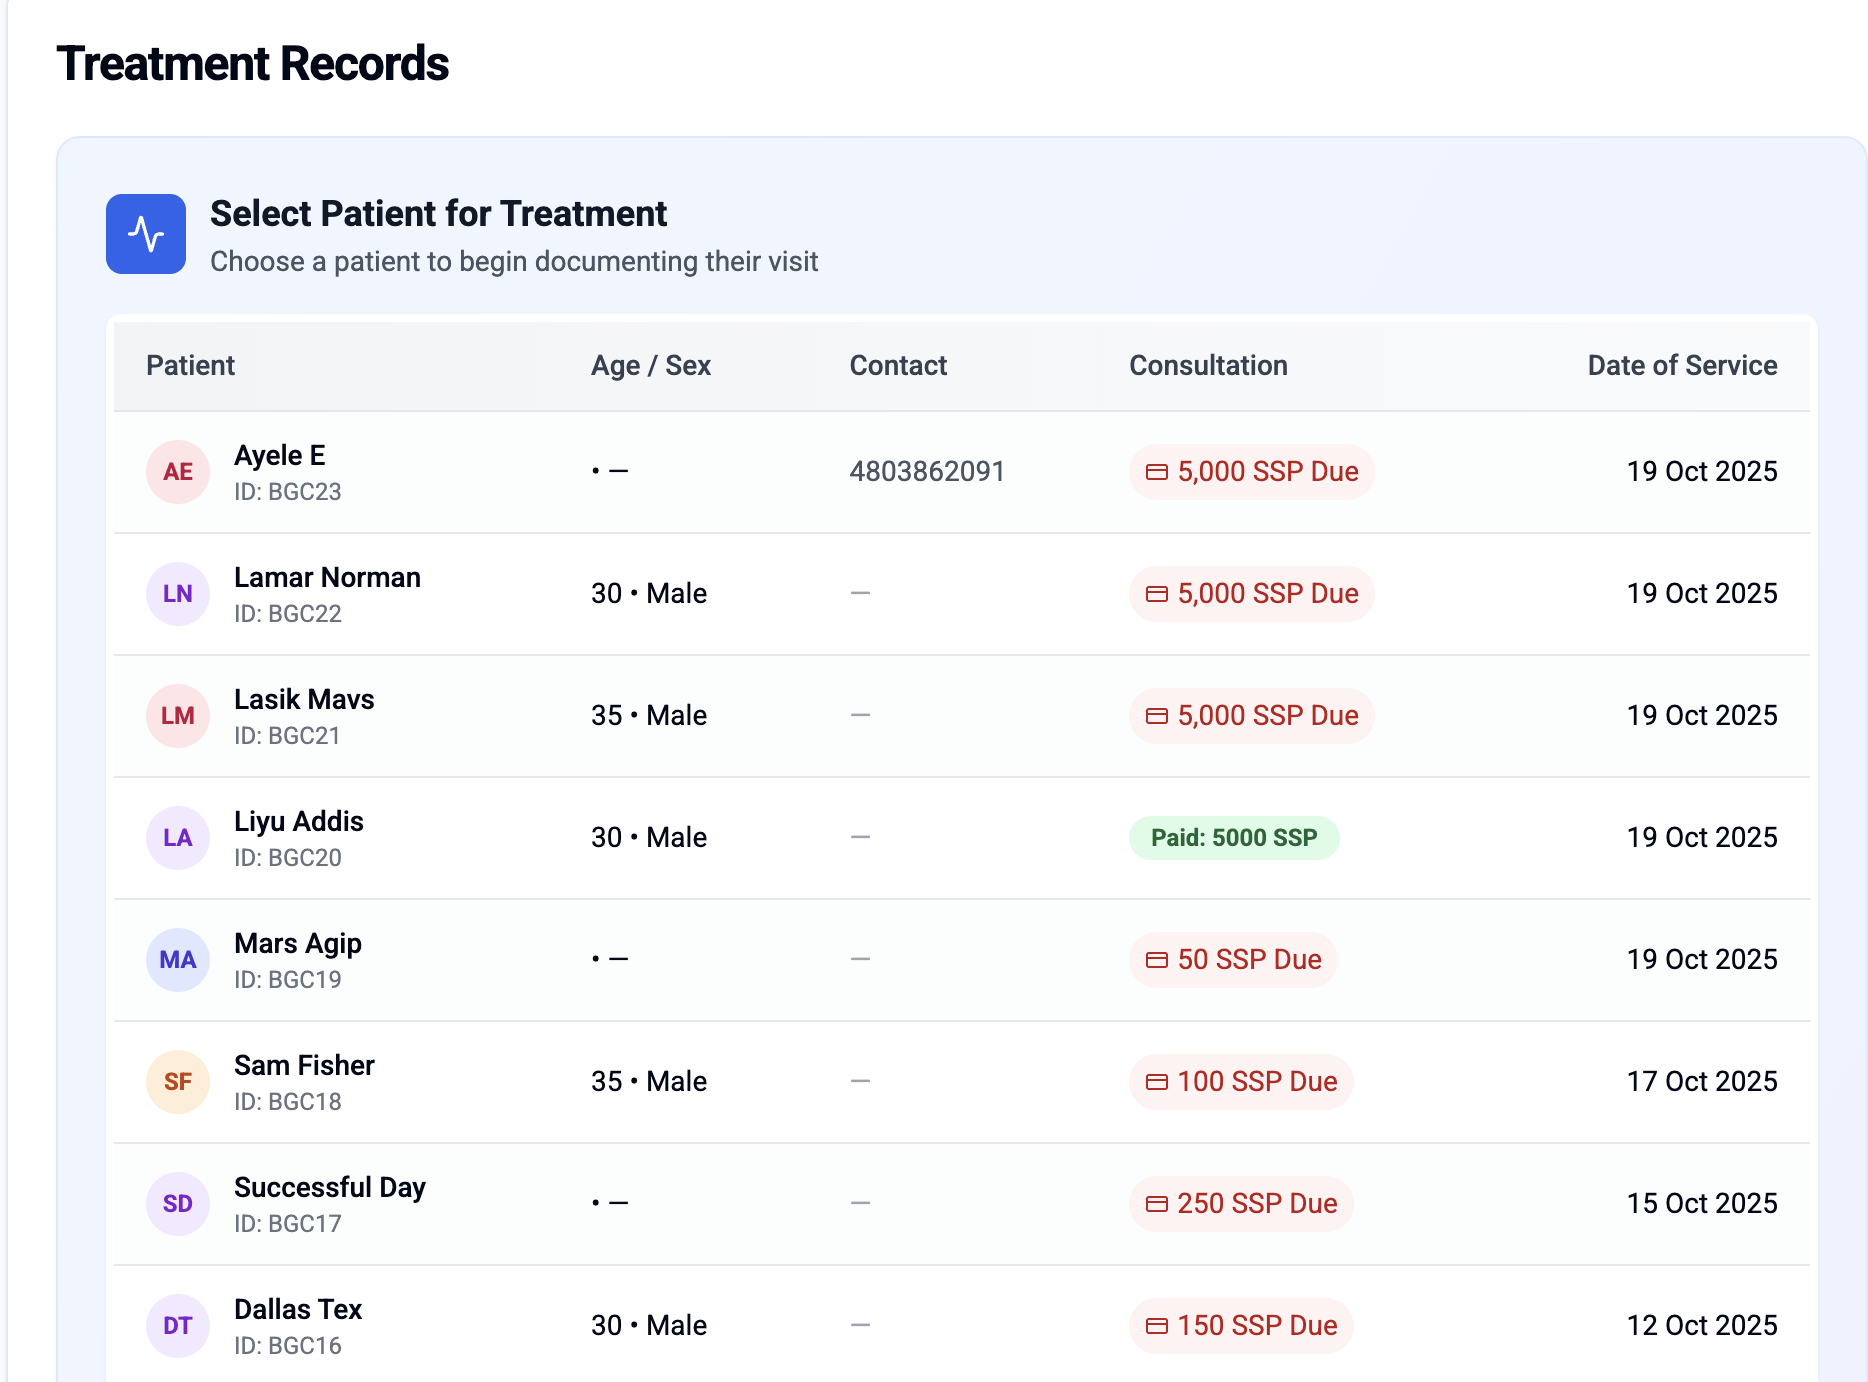 Treatment Records
Select Patient for Treatment
Choose a patient to begin documenting their visit
Patient Age / Sex Contact Consultation Date of Service
AE Ayele E ID: BGC23 • — 4803862091 5,000 SSP Due 19 Oct 2025
LN Lamar Norman ID: BGC22 30 • Male — 5,000 SSP Due 19 Oct 2025
LM Lasik Mavs ID: BGC21 35 • Male — 5,000 SSP Due 19 Oct 2025
LA Liyu Addis ID: BGC20 30 • Male — Paid: 5000 SSP 19 Oct 2025
MA Mars Agip ID: BGC19 • — — 50 SSP Due 19 Oct 2025
SF Sam Fisher ID: BGC18 35 • Male — 100 SSP Due 17 Oct 2025
SD Successful Day ID: BGC17 • — — 250 SSP Due 15 Oct 2025
DT Dallas Tex ID: BGC16 30 • Male — 150 SSP Due 12 Oct 2025